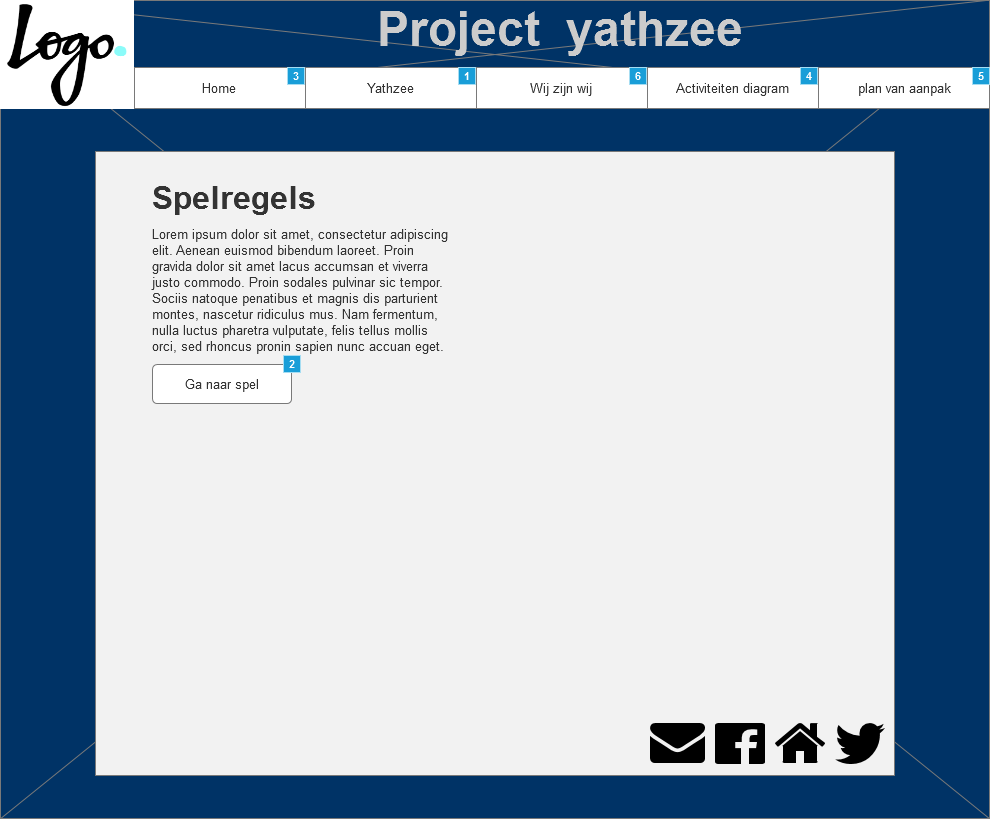 Logo.
Project yathzee
Home 3
Yathzee 1
Wij zijn wij 6
Activiteiten diagram 4
plan van aanpak 5
Spelregels
Lorem ipsum dolor sit amet, consectetur adipiscing
elit. Aenean euismod bibendum laoreet. Proin
gravida dolor sit amet lacus accumsan et viverra
justo commodo. Proin sodales pulvinar sic tempor.
Sociis natoque penatibus et magnis dis parturient
montes, nascetur ridiculus mus. Nam fermentum,
nulla luctus pharetra vulputate, felis tellus mollis
orci, sed rhoncus pronin sapien nunc accuan eget.
Ga naar spel 2